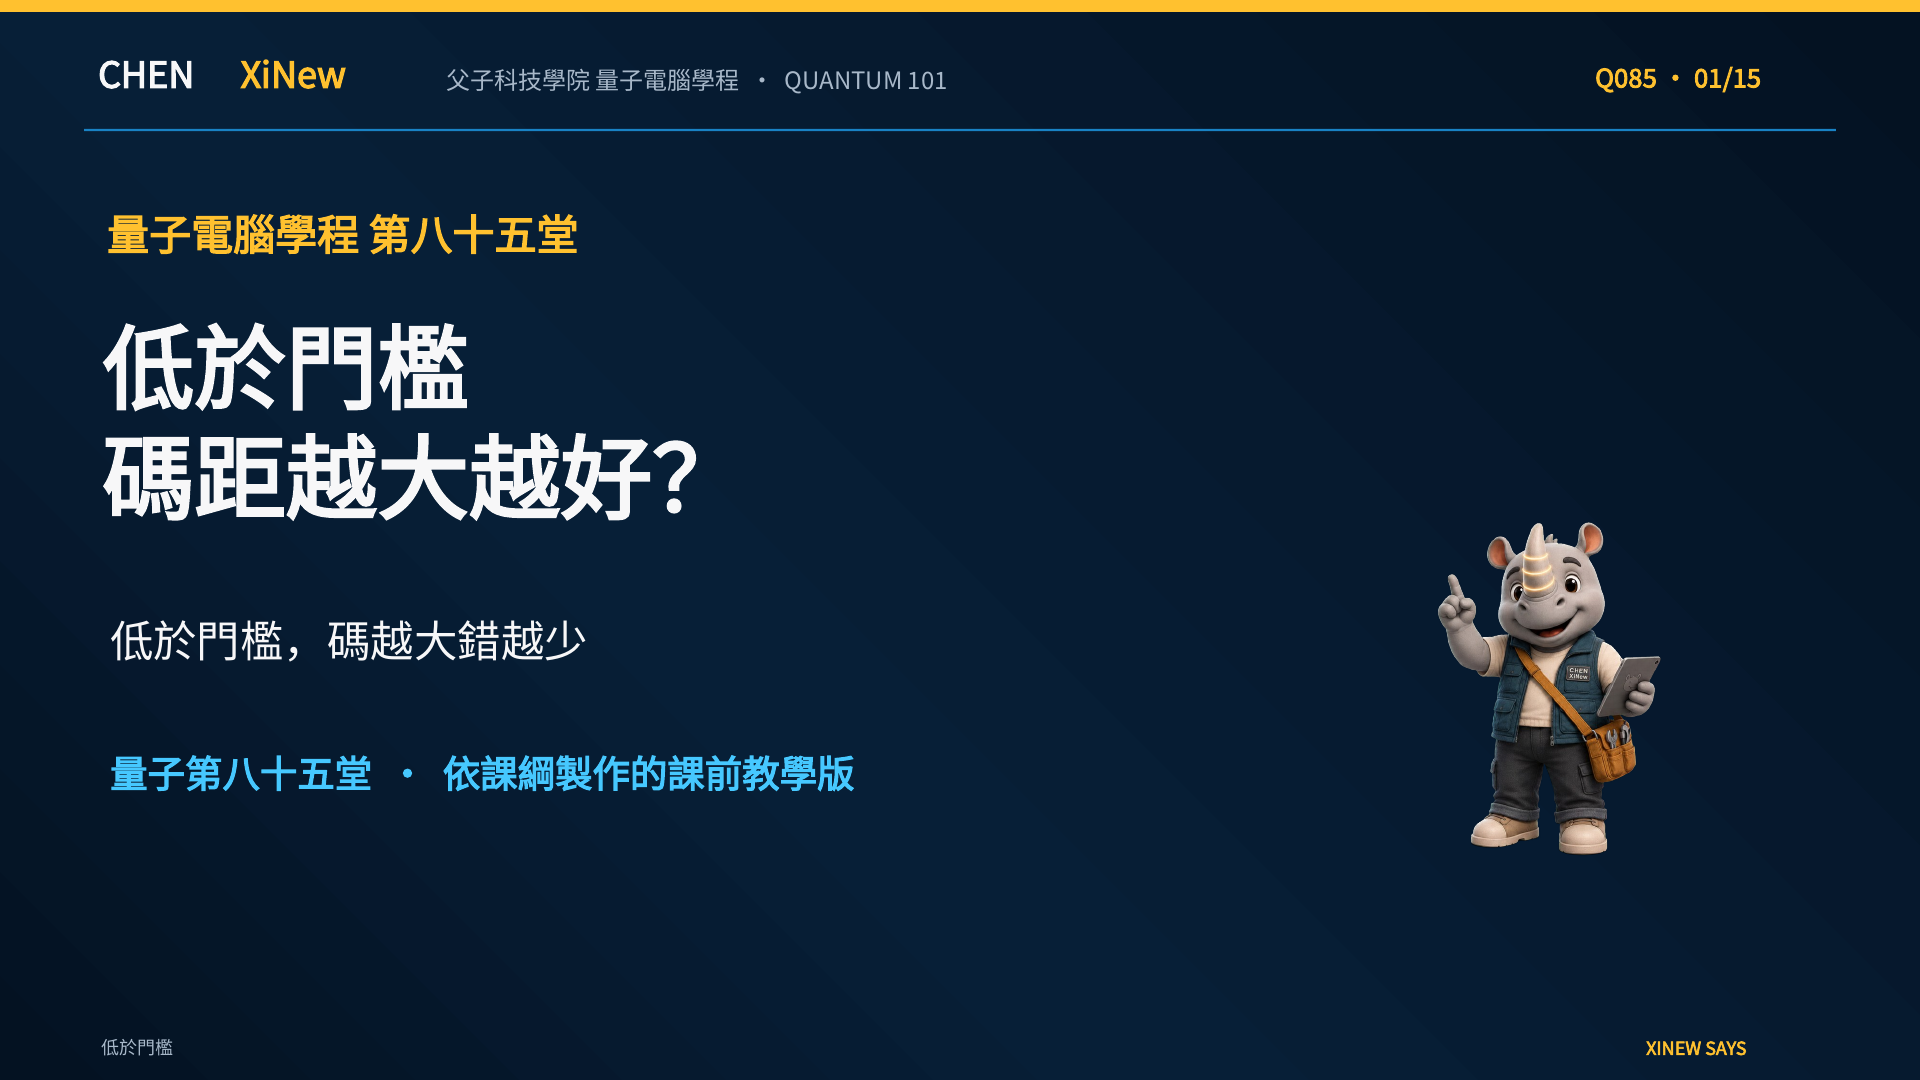 CHEN XiNew 父子科技學院 量子電腦學程 • QUANTUM 101 Q085 • 01/15
量子電腦學程 第八十五堂
低於門檻
碼距越大越好?
低於門檻，碼越大錯越少
CHEN
XiNew
量子第八十五堂 • 依課綱製作的課前教學版
低於門檻 XINEW SAYS